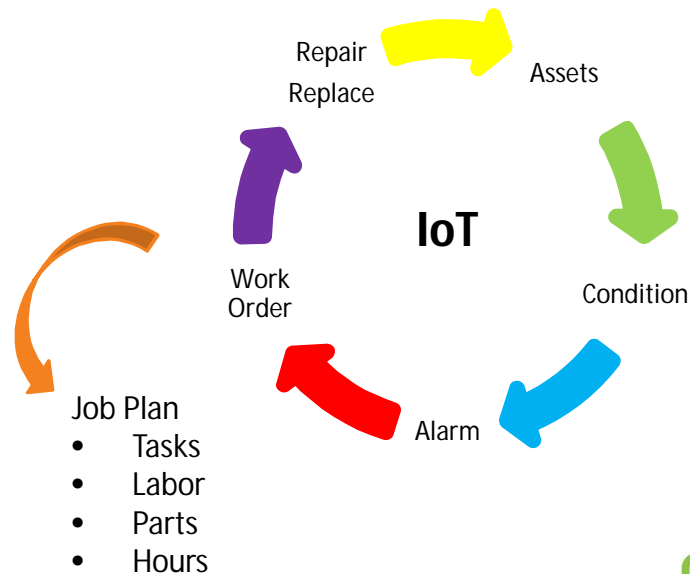 Repair
Replace
Assets
IoT
Work
Order
Condition
Alarm
Job Plan
• Tasks
• Labor
• Parts
• Hours